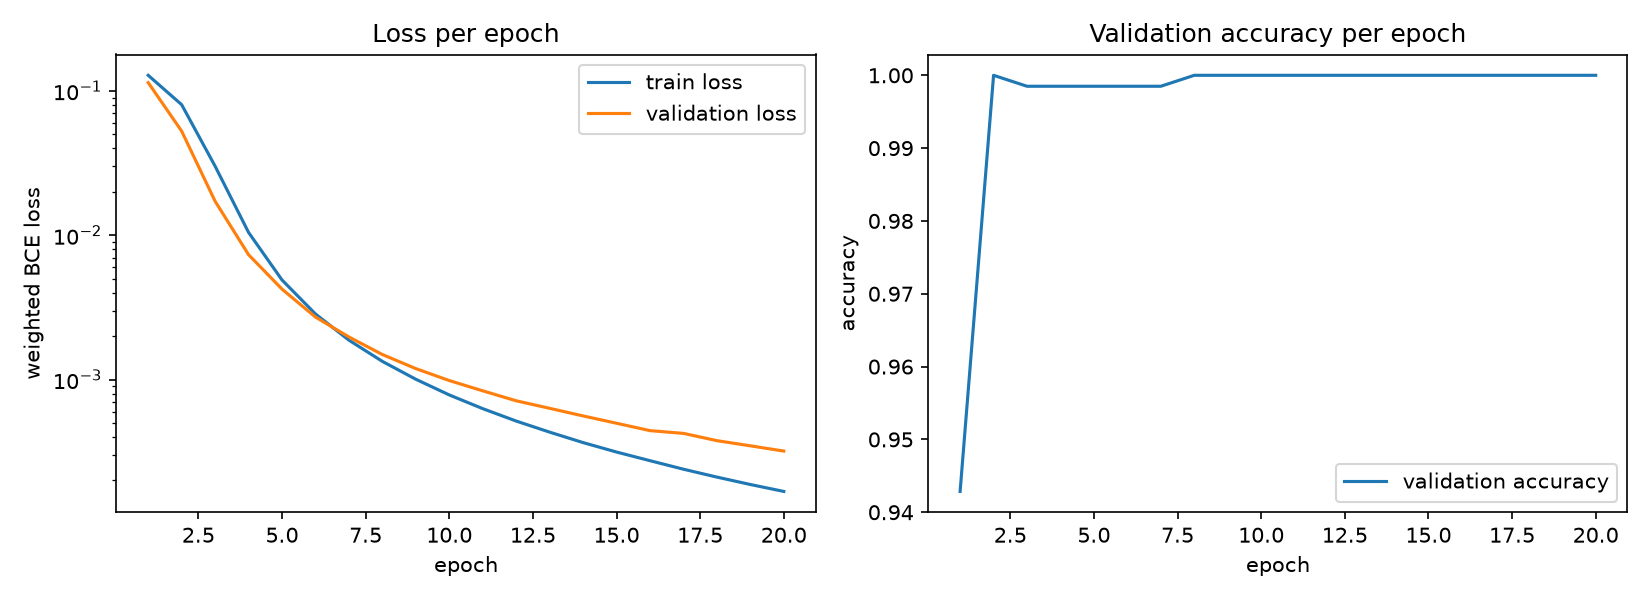 Loss per epoch
train loss
validation loss
weighted BCE loss
10⁻¹
10⁻²
10⁻³
2.5 5.0 7.5 10.0 12.5 15.0 17.5 20.0
epoch
Validation accuracy per epoch
accuracy
1.00
0.99
0.98
0.97
0.96
0.95
0.94
validation accuracy
2.5 5.0 7.5 10.0 12.5 15.0 17.5 20.0
epoch